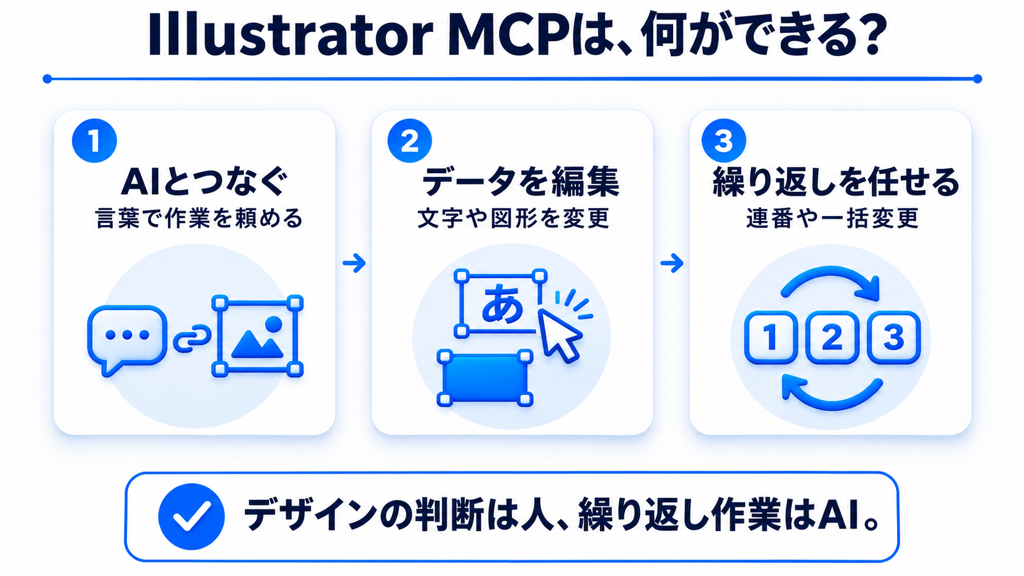 Illustrator MCPは、何ができる?
1
AIとつなぐ
言葉で作業を頼める
2
データを編集
文字や図形を変更
あ
3
繰り返しを任せる
連番や一括変更
1 2 3
デザインの判断は人、繰り返し作業はAI。